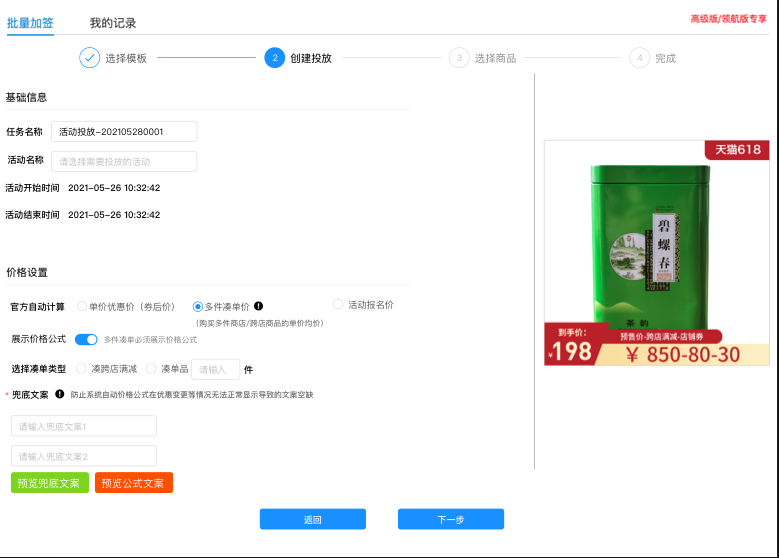 批量加签 我的记录 高级版/领航版专享
选择模板 2 创建投放 3 选择商品 4 完成
基础信息
任务名称 活动投放-202105280001
活动名称 请选择需要投放的活动
活动开始时间 2021-05-26 10:32:42
活动结束时间 2021-05-26 10:32:42
价格设置
官方自动计算 单价优惠价（券后价） 多件凑单价 活动报名价
(购买多件商店/跨店商品的单价均价)
展示价格公式 多件凑单必须展示价格公式
选择凑单类型 凑跨店满减 凑单品 请输入 件
* 兜底文案 防止系统自动价格公式在优惠变更等情况无法正常显示导致的文案空缺
请输入兜底文案1
请输入兜底文案2
预览兜底文案 预览公式文案
返回 下一步
天猫618
碧螺春
茶韵
到手价：
¥198
预售价-跨店满减-店铺券
¥ 850-80-30